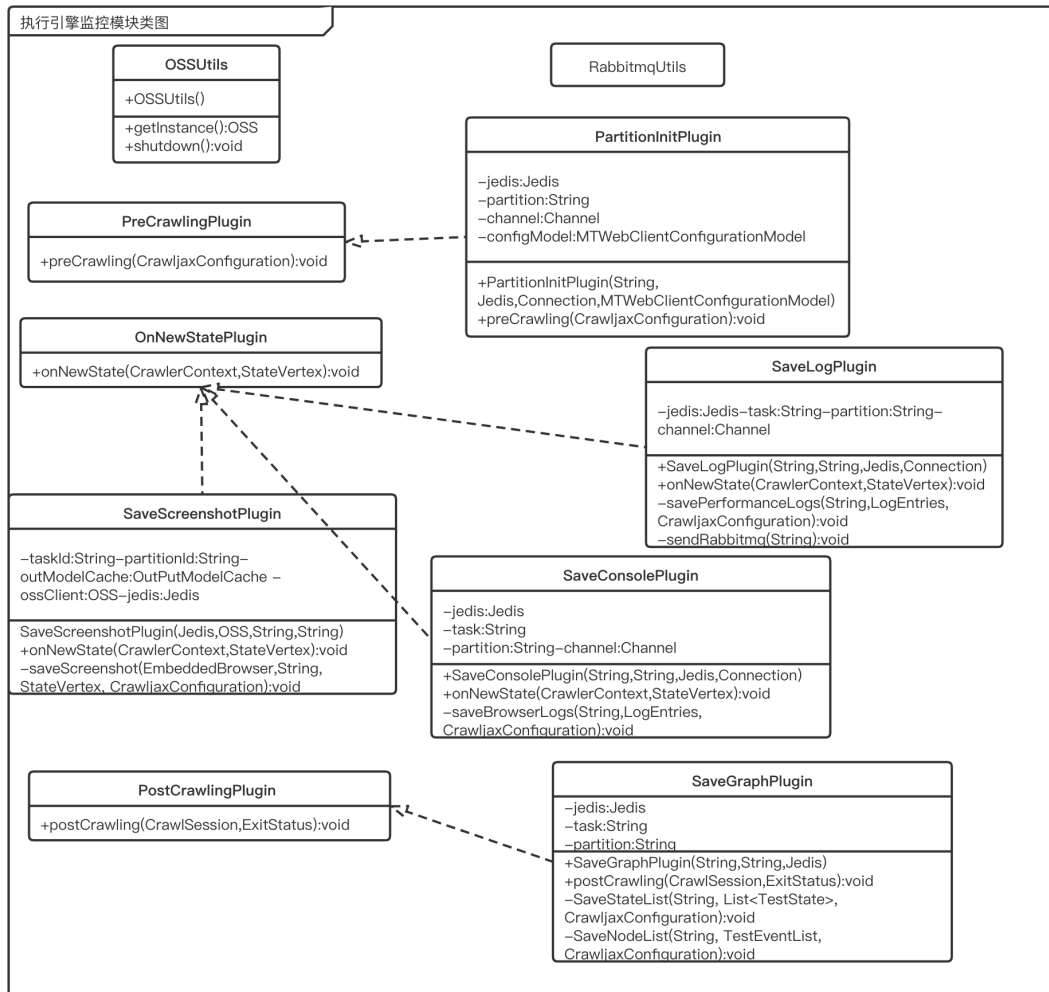 执行引擎监控模块类图
OSSUtils
+OSSUtils()
+getInstance():OSS
+shutdown():void
RabbitmqUtils
PartitionInitPlugin
-jedis:Jedis
-partition:String
-channel:Channel
-configModel:MTWebClientConfigurationModel
+PartitionInitPlugin(String,
Jedis,Connection,MTWebClientConfigurationModel)
+preCrawling(CrawljaxConfiguration):void
PreCrawlingPlugin
+preCrawling(CrawljaxConfiguration):void
OnNewStatePlugin
+onNewState(CrawlerContext,StateVertex):void
SaveLogPlugin
-jedis:Jedis-task:String-partition:String-
channel:Channel
+SaveLogPlugin(String,String,Jedis,Connection)
+onNewState(CrawlerContext,StateVertex):void
-savePerformanceLogs(String,LogEntries,
CrawljaxConfiguration):void
-sendRabbitmq(String):void
SaveScreenshotPlugin
-taskId:String-partitionId:String-
outModelCache:OutPutModelCache -
ossClient:OSS-jedis:Jedis
SaveScreenshotPlugin(Jedis,OSS,String,String)
+onNewState(CrawlerContext,StateVertex):void
-saveScreenshot(EmbeddedBrowser,String,
StateVertex, CrawljaxConfiguration):void
SaveConsolePlugin
-jedis:Jedis
-task:String
-partition:String-channel:Channel
+SaveConsolePlugin(String,String,Jedis,Connection)
+onNewState(CrawlerContext,StateVertex):void
-saveBrowserLogs(String,LogEntries,
CrawljaxConfiguration):void
PostCrawlingPlugin
+postCrawling(CrawlSession,ExitStatus):void
SaveGraphPlugin
-jedis:Jedis
-task:String
-partition:String
+SaveGraphPlugin(String,String,Jedis)
+postCrawling(CrawlSession,ExitStatus):void
-SaveStateList(String, List<TestState>,
CrawljaxConfiguration):void
-SaveNodeList(String, TestEventList,
CrawljaxConfiguration):void